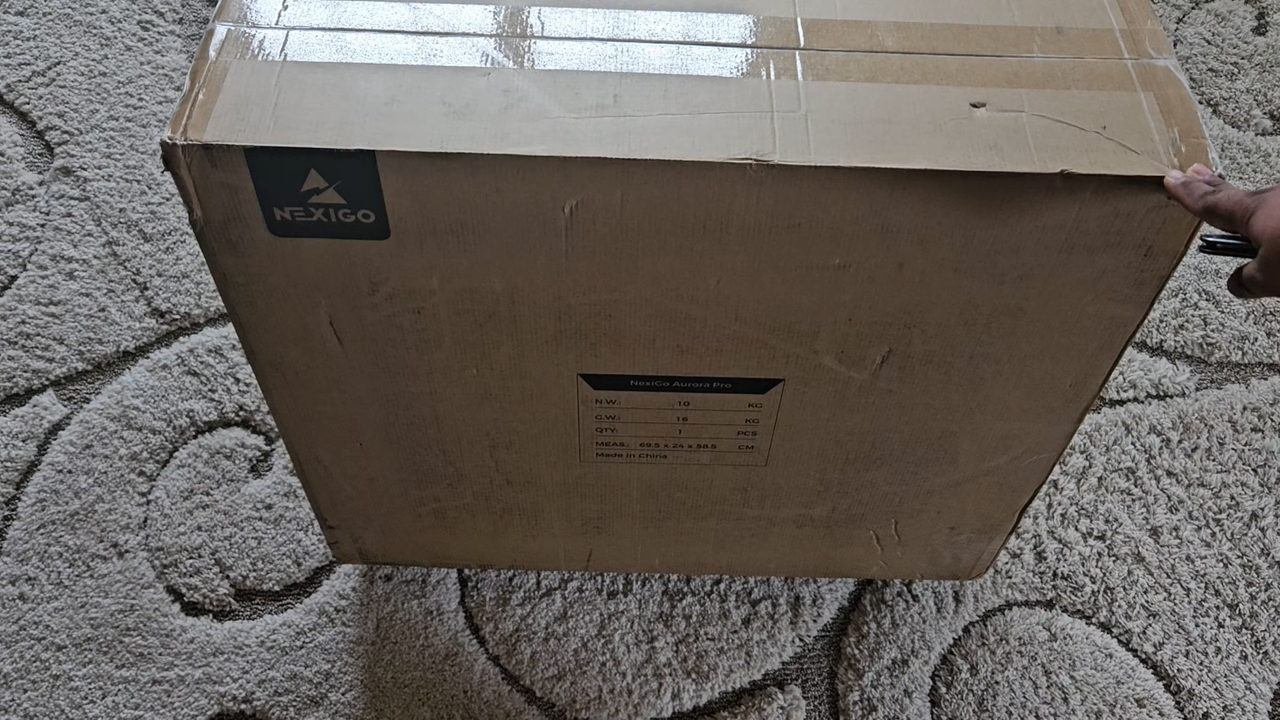 NEXIGO
NexiGo Aurora Pro
N.W.: 10 KG
G.W.: 16 KG
QTY: 1 PCS
MEAS.: 69.5 x 24 x 58.5 CM
Made in China